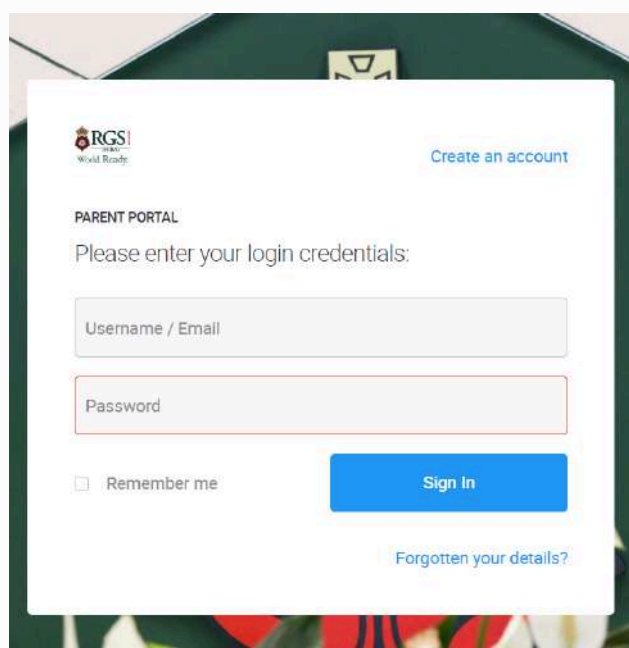 RGS
World Ready
Create an account
PARENT PORTAL
Please enter your login credentials:
Username / Email
Password
Remember me
Sign In
Forgotten your details?